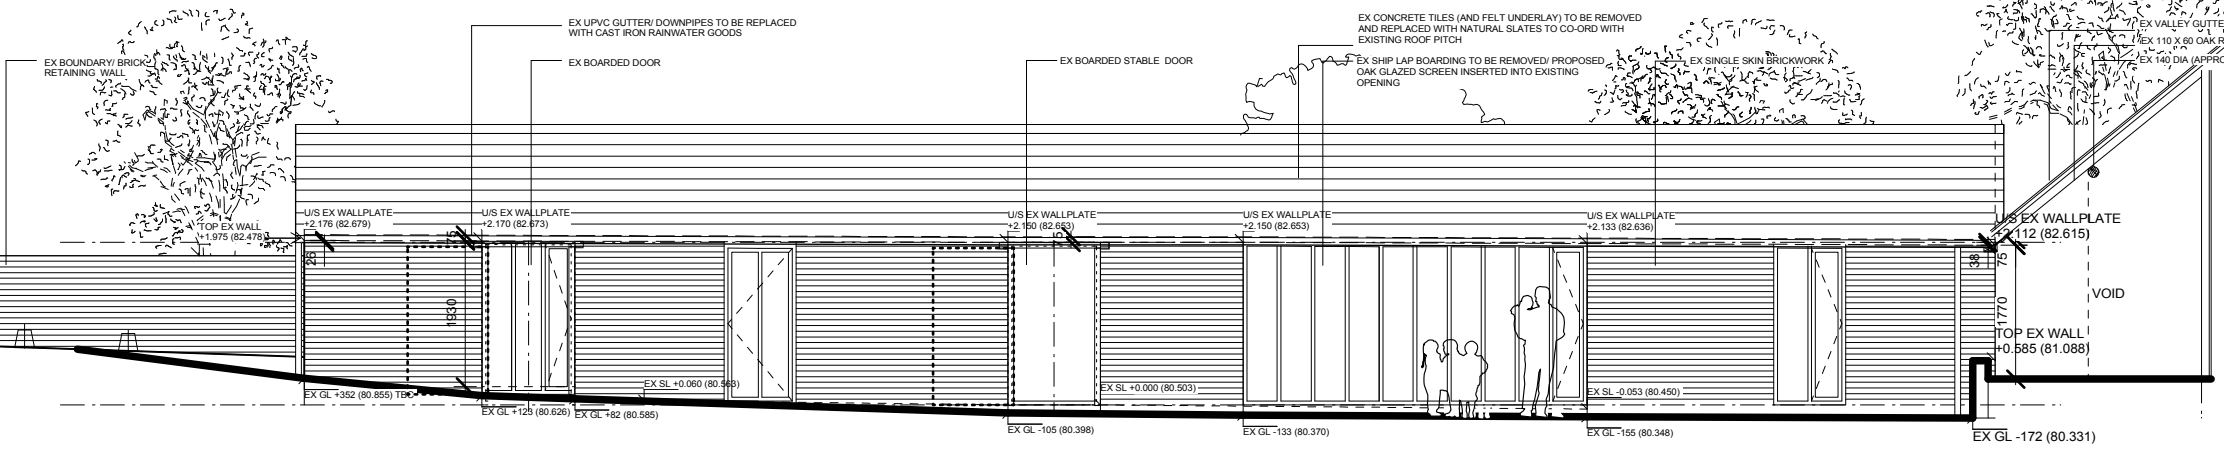 EX UPVC GUTTER/ DOWNPIPES TO BE REPLACED
WITH CAST IRON RAINWATER GOODS
EX CONCRETE TILES (AND FELT UNDERLAY) TO BE REMOVED
AND REPLACED WITH NATURAL SLATES TO CO-ORD WITH
EXISTING ROOF PITCH
EX VALLEY GUTTE
EX 110 X 60 OAK R
EX 140 DIA (APPRO
EX BOUNDARY/ BRICK
RETAINING WALL
EX BOARDED DOOR
EX BOARDED STABLE DOOR
EX SHIP LAP BOARDING TO BE REMOVED/ PROPOSED
OAK GLAZED SCREEN INSERTED INTO EXISTING
OPENING
EX SINGLE SKIN BRICKWORK
TOP EX WALL
+1.975 (82.478)
U/S EX WALLPLATE
+2.176 (82.679)
U/S EX WALLPLATE
+2.170 (82.673)
U/S EX WALLPLATE
+2.150 (82.653)
U/S EX WALLPLATE
+2.150 (82.653)
U/S EX WALLPLATE
+2.133 (82.636)
U/S EX WALLPLATE
+2.112 (82.615)
26
75
1930
75
38
75
1770
VOID
TOP EX WALL
+0.585 (81.088)
EX GL +352 (80.855) TBC
EX GL +123 (80.626)
EX GL +82 (80.585)
EX SL +0.060 (80.563)
EX GL -105 (80.398)
EX SL +0.000 (80.503)
EX GL -133 (80.370)
EX SL -0.053 (80.450)
EX GL -155 (80.348)
EX GL -172 (80.331)